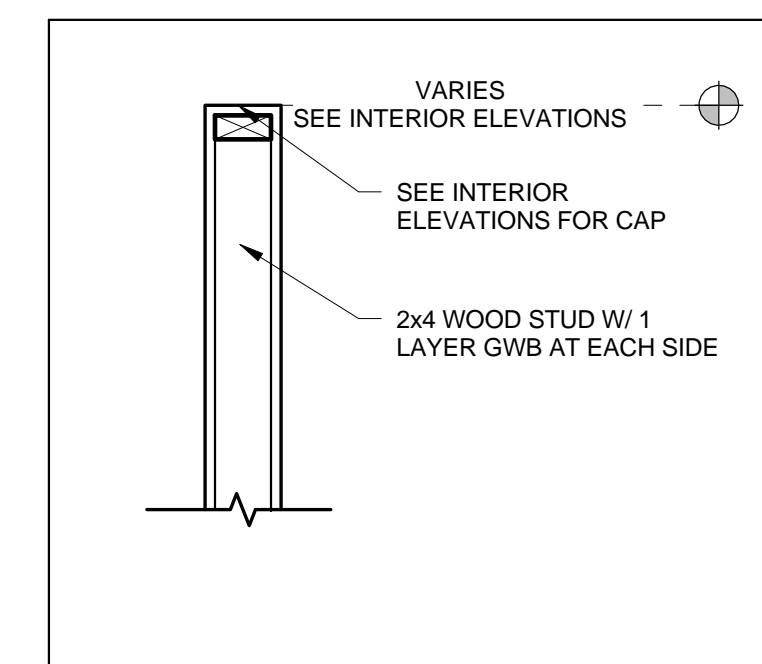 VARIES
SEE INTERIOR ELEVATIONS
SEE INTERIOR
ELEVATIONS FOR CAP
2x4 WOOD STUD W/ 1
LAYER GWB AT EACH SIDE